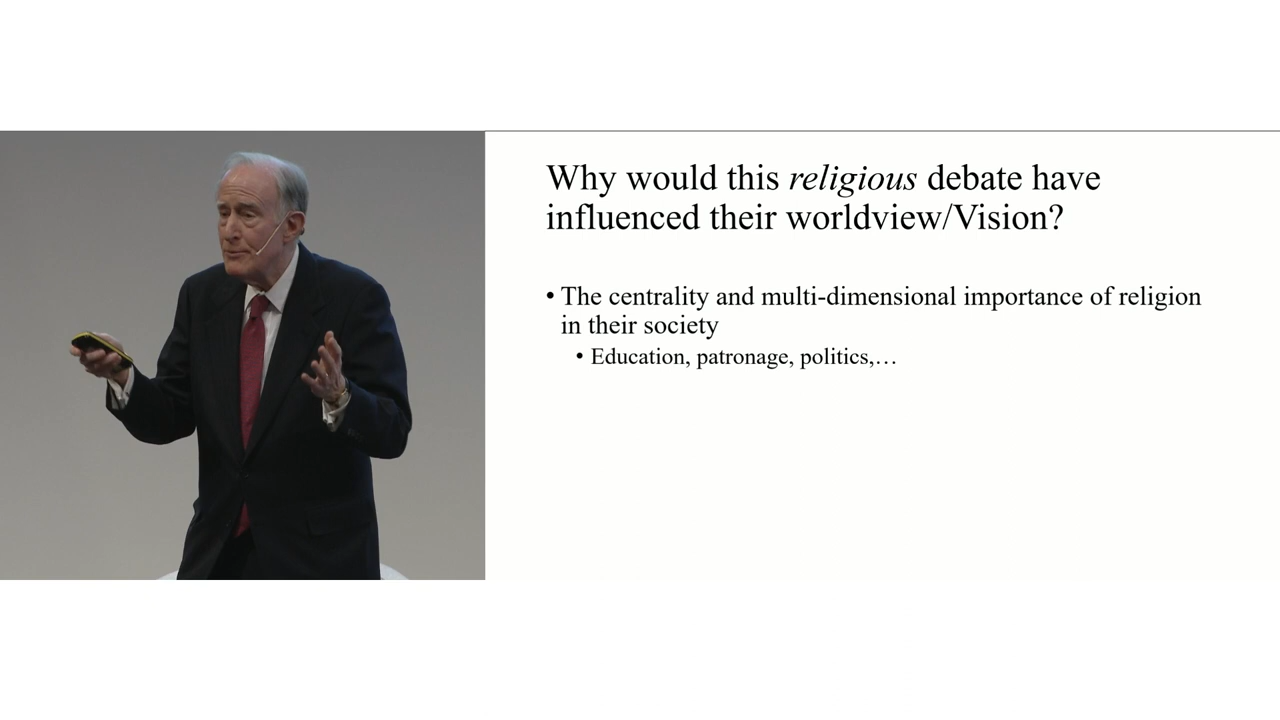 Why would this religious debate have
influenced their worldview/Vision?
• The centrality and multi-dimensional importance of religion
in their society
• Education, patronage, politics,…